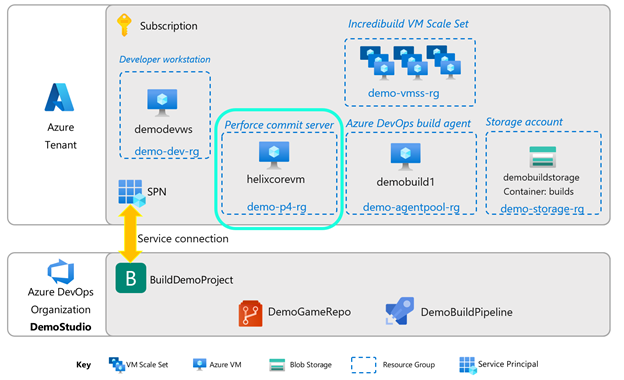 Subscription
Incredibuild VM Scale Set
demo-vmss-rg
Developer workstation
demodevws
demo-dev-rg
Azure
Tenant
Perforce commit server
helixcorevm
demo-p4-rg
Azure DevOps build agent
demobuild1
demo-agentpool-rg
Storage account
demobuildstorage
Container: builds
demo-storage-rg
SPN
Service connection
Azure DevOps
Organization
DemoStudio
B
BuildDemoProject
DemoGameRepo
DemoBuildPipeline
Key
VM Scale Set
Azure VM
Blob Storage
Resource Group
Service Principal